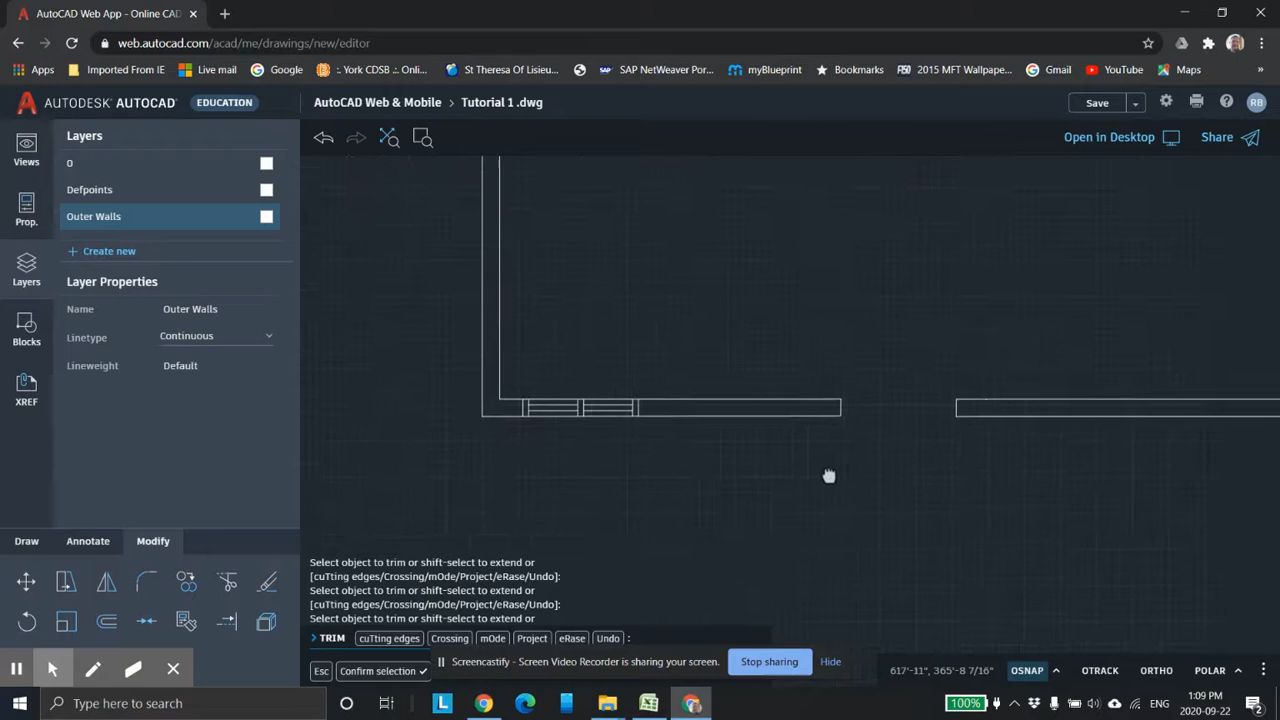 AutoCAD Web App - Online CAD
web.autocad.com/acad/me/drawings/new/editor
Apps Imported From IE Live mail Google :. York CDSB :. Onli... St Theresa Of Lisieu... SAP NetWeaver Por... myBlueprint Bookmarks 2015 MFT Wallpape... Gmail YouTube Maps »
AUTODESK® AUTOCAD® EDUCATION AutoCAD Web & Mobile > Tutorial 1 .dwg Save RB
Views Layers Open in Desktop Share
0
Defpoints
Prop. Outer Walls
+ Create new
Layers Layer Properties
Name Outer Walls
Blocks Linetype Continuous
Lineweight Default
XREF
Draw Annotate Modify
Select object to trim or shift-select to extend or
[cuTting edges/Crossing/mOde/Project/eRase/Undo]:
Select object to trim or shift-select to extend or
[cuTting edges/Crossing/mOde/Project/eRase/Undo]:
Select object to trim or shift-select to extend or
> TRIM cuTting edges Crossing mOde Project eRase Undo :
Screencastify - Screen Video Recorder is sharing your screen. Stop sharing Hide
Esc Confirm selection 617'-11", 365'-8 7/16" OSNAP OTRACK ORTHO POLAR
Type here to search 100% 1:09 PM
2020-09-22 2